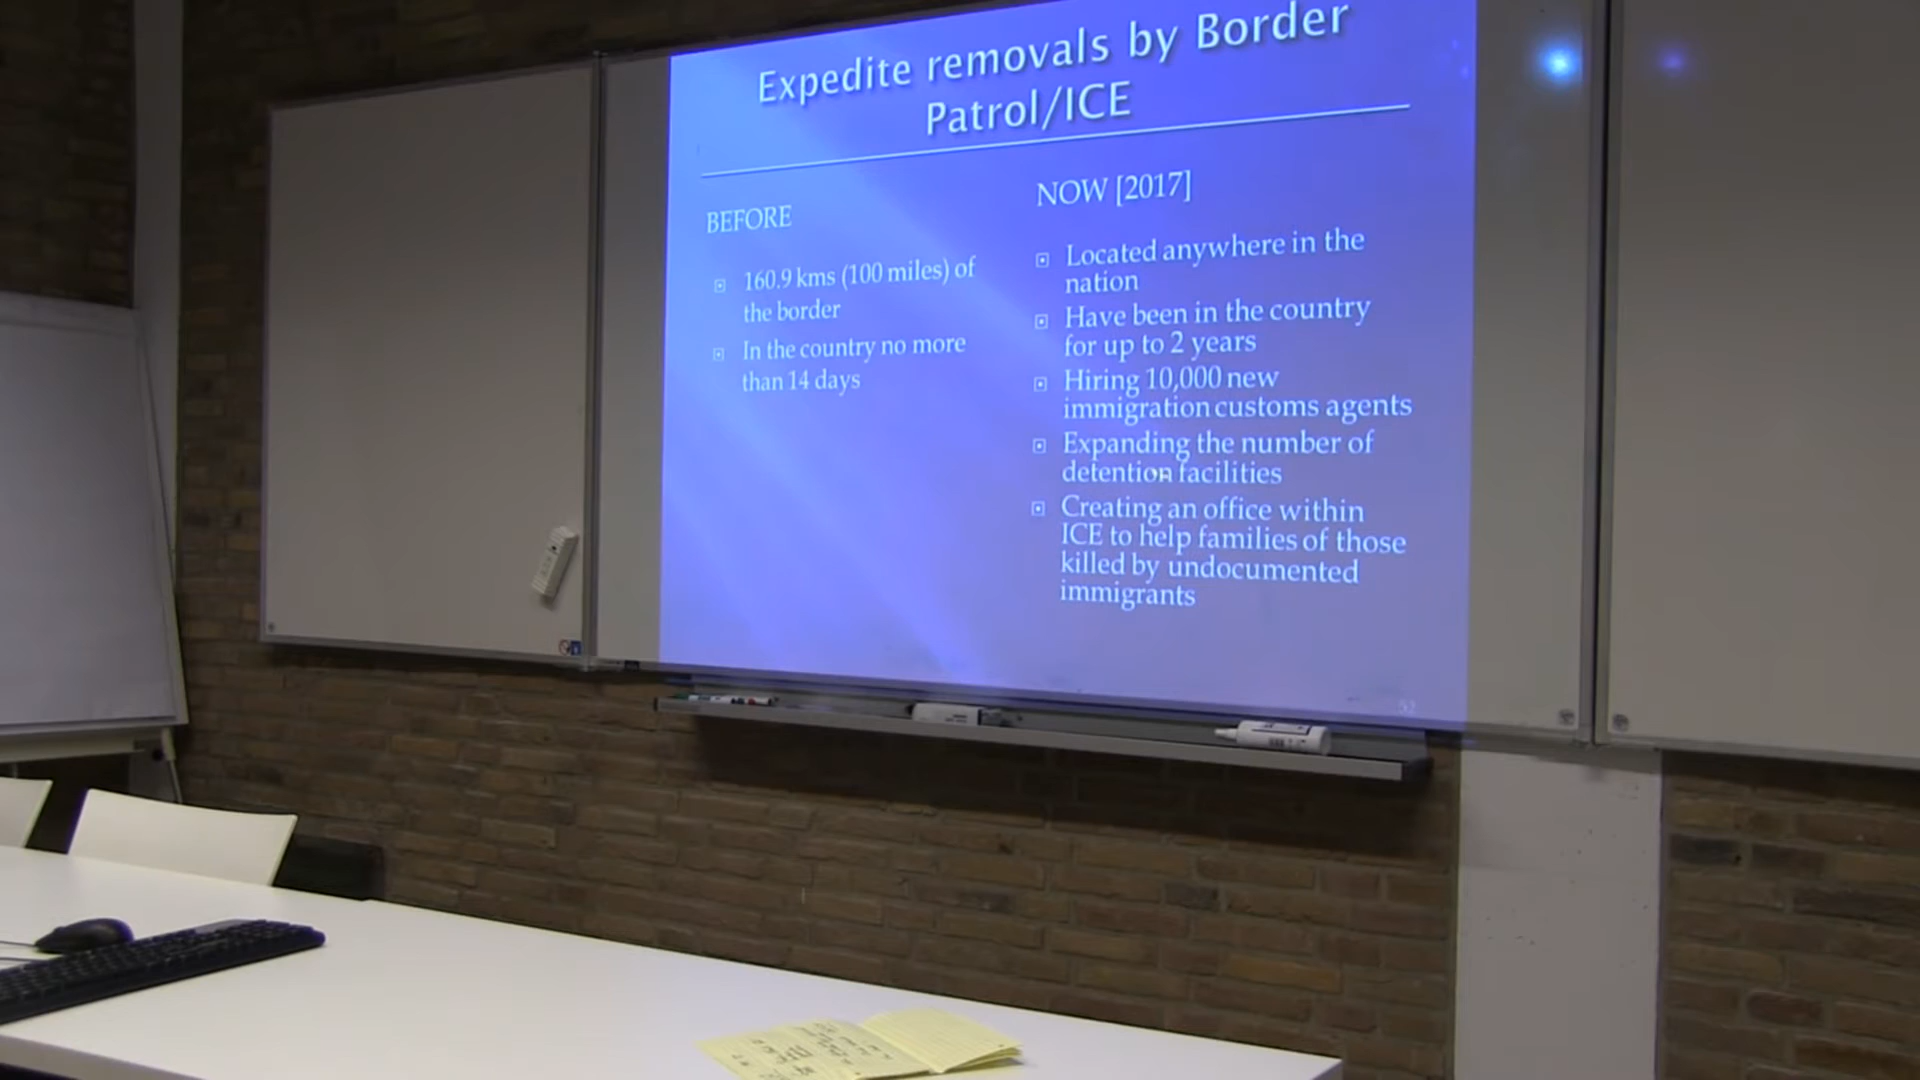 Expedite removals by Border
Patrol/ICE
BEFORE
160.9 kms (100 miles) of
the border
In the country no more
than 14 days
NOW [2017]
Located anywhere in the
nation
Have been in the country
for up to 2 years
Hiring 10,000 new
immigration customs agents
Expanding the number of
detention facilities
Creating an office within
ICE to help families of those
killed by undocumented
immigrants